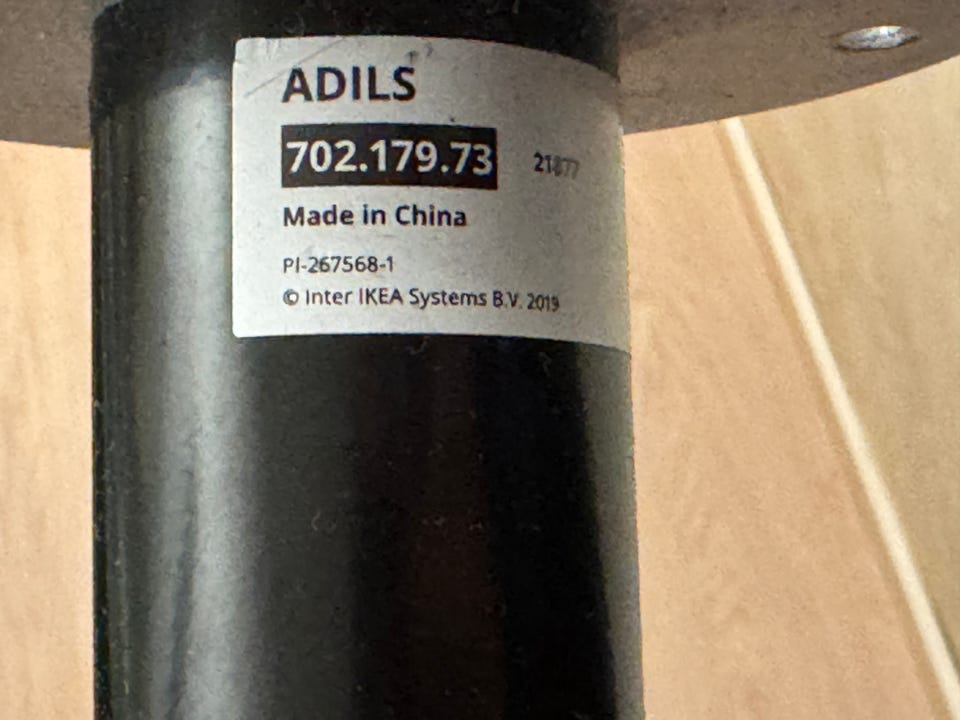 ADILS
702.179.73
Made in China
PI-267568-1
© Inter IKEA Systems B.V. 2019